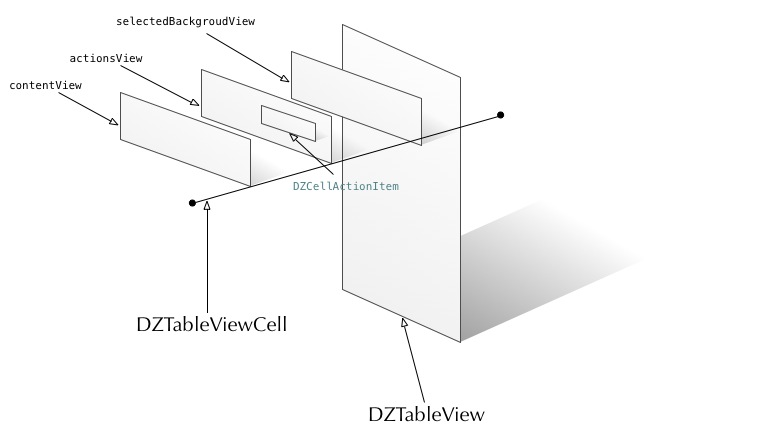 selectedBackgroudView
actionsView
contentView
DZCellActionItem
DZTableViewCell
DZTableView